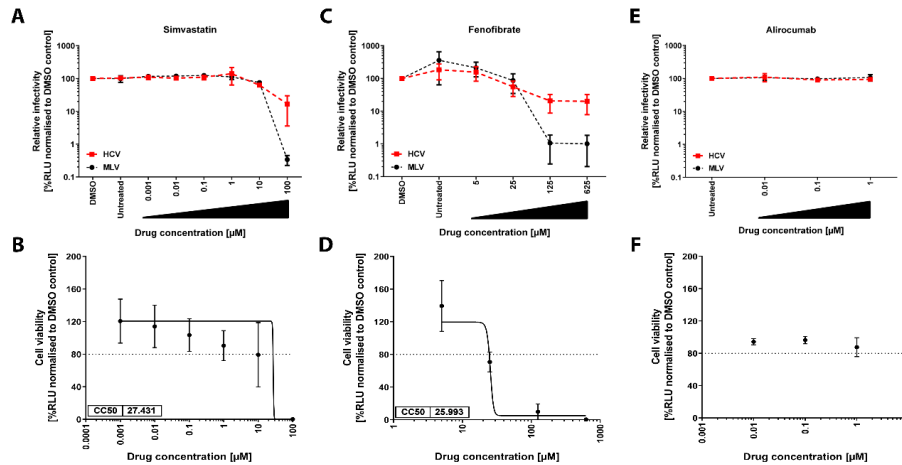 A
Simvastatin
Relative infectivity
[%RLU normalised to DMSO control]
1000
100
10
1
0.1
HCV
MLV
DMSO
Untreated
0.001
0.01
0.1
1
10
100
Drug concentration [µM]
C
Fenofibrate
Relative infectivity
[%RLU normalised to DMSO control]
1000
100
10
1
0.1
HCV
MLV
DMSO
Untreated
5
25
125
625
Drug concentration [µM]
E
Alirocumab
Relative infectivity
[%RLU normalised to DMSO control]
1000
100
10
1
0.1
HCV
MLV
Untreated
0.01
0.1
1
Drug concentration [µM]
B
Cell viability
[%RLU normalised to DMSO control]
200
160
120
80
40
0
CC50 27.431
0.0001
0.001
0.01
0.1
1
10
100
Drug concentration [µM]
D
Cell viability
[%RLU normalised to DMSO control]
200
160
120
80
40
0
CC50 25.993
1
10
100
1000
Drug concentration [µM]
F
Cell viability
[%RLU normalised to DMSO control]
200
160
120
80
40
0
0.001
0.01
0.1
1
Drug concentration [µM]